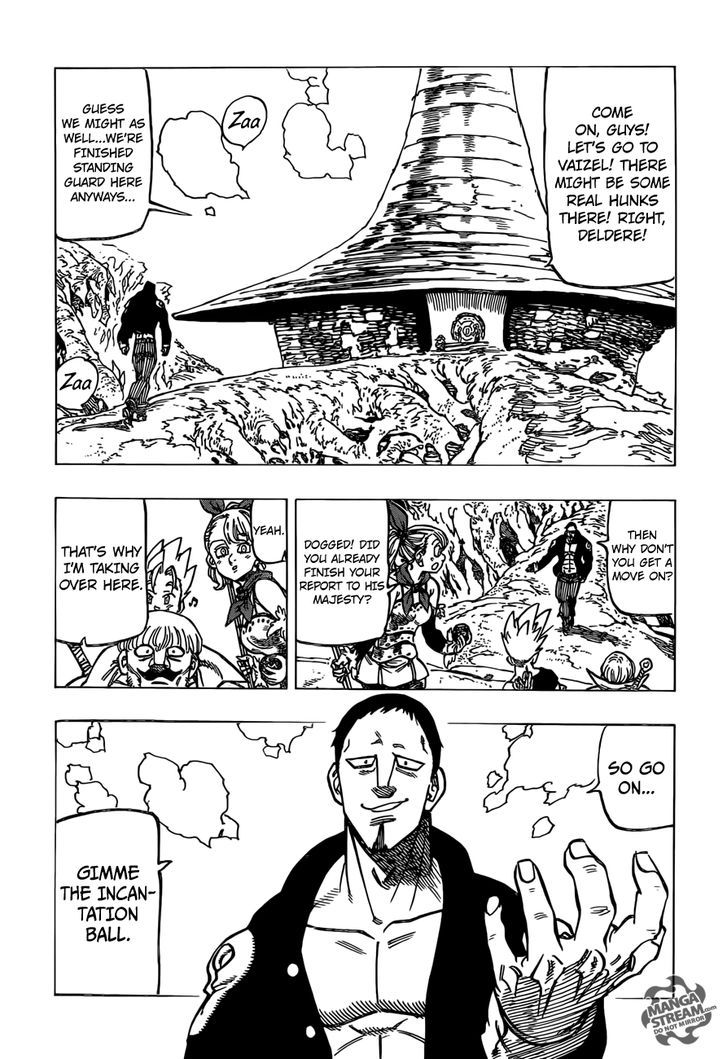 COME
ON, GUYS!
LET'S GO TO
VAIZEL! THERE
MIGHT BE SOME
REAL HUNKS
THERE! RIGHT,
DELDERE!
Zaa
GUESS
WE MIGHT AS
WELL...WE'RE
FINISHED
STANDING
GUARD HERE
ANYWAYS...
Zaa
THEN
WHY DON'T
YOU GET A
MOVE ON?
DOGGED! DID
YOU ALREADY
FINISH YOUR
REPORT TO HIS
MAJESTY?
YEAH.
THAT'S WHY
I'M TAKING
OVER HERE.
SO GO
ON...
GIMME
THE INCAN-
TATION
BALL.
MANGA
STREAM.COM
DO NOT MIRROR